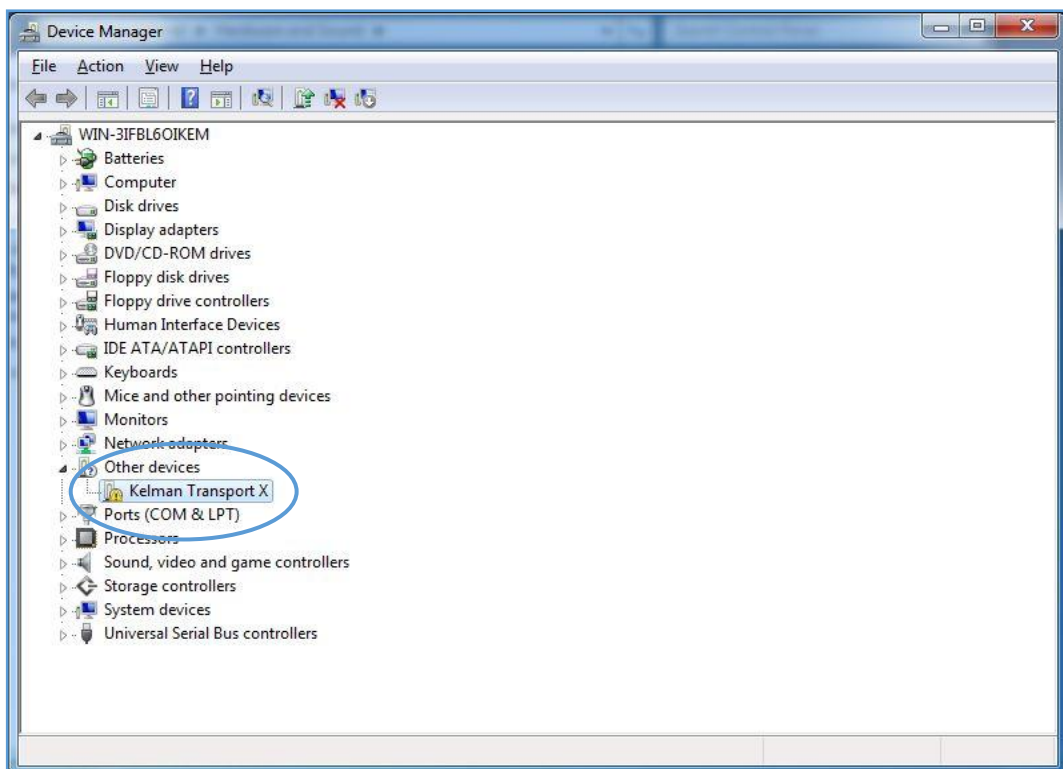 Device Manager
File Action View Help
WIN-3IFBL6OIKEM
Batteries
Computer
Disk drives
Display adapters
DVD/CD-ROM drives
Floppy disk drives
Floppy drive controllers
Human Interface Devices
IDE ATA/ATAPI controllers
Keyboards
Mice and other pointing devices
Monitors
Network adapters
Other devices
Kelman Transport X
Ports (COM & LPT)
Processors
Sound, video and game controllers
Storage controllers
System devices
Universal Serial Bus controllers